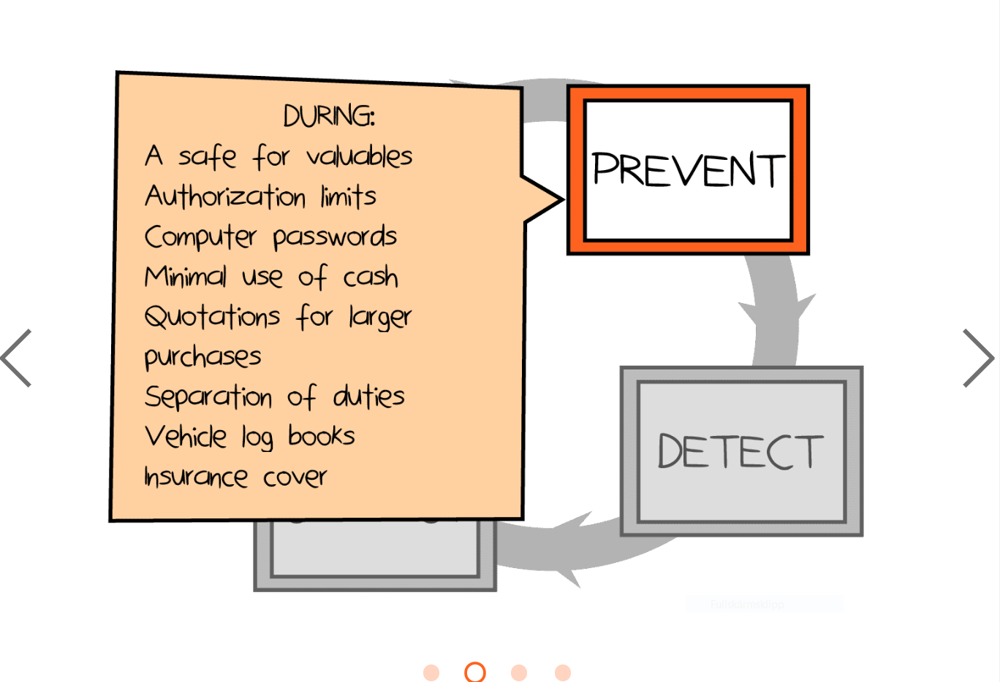 DURING:
A safe for valuables
Authorization limits
Computer passwords
Minimal use of cash
Quotations for larger
purchases
Separation of duties
Vehicle log books
Insurance cover
PREVENT
DETECT
Fullskärmsklipp